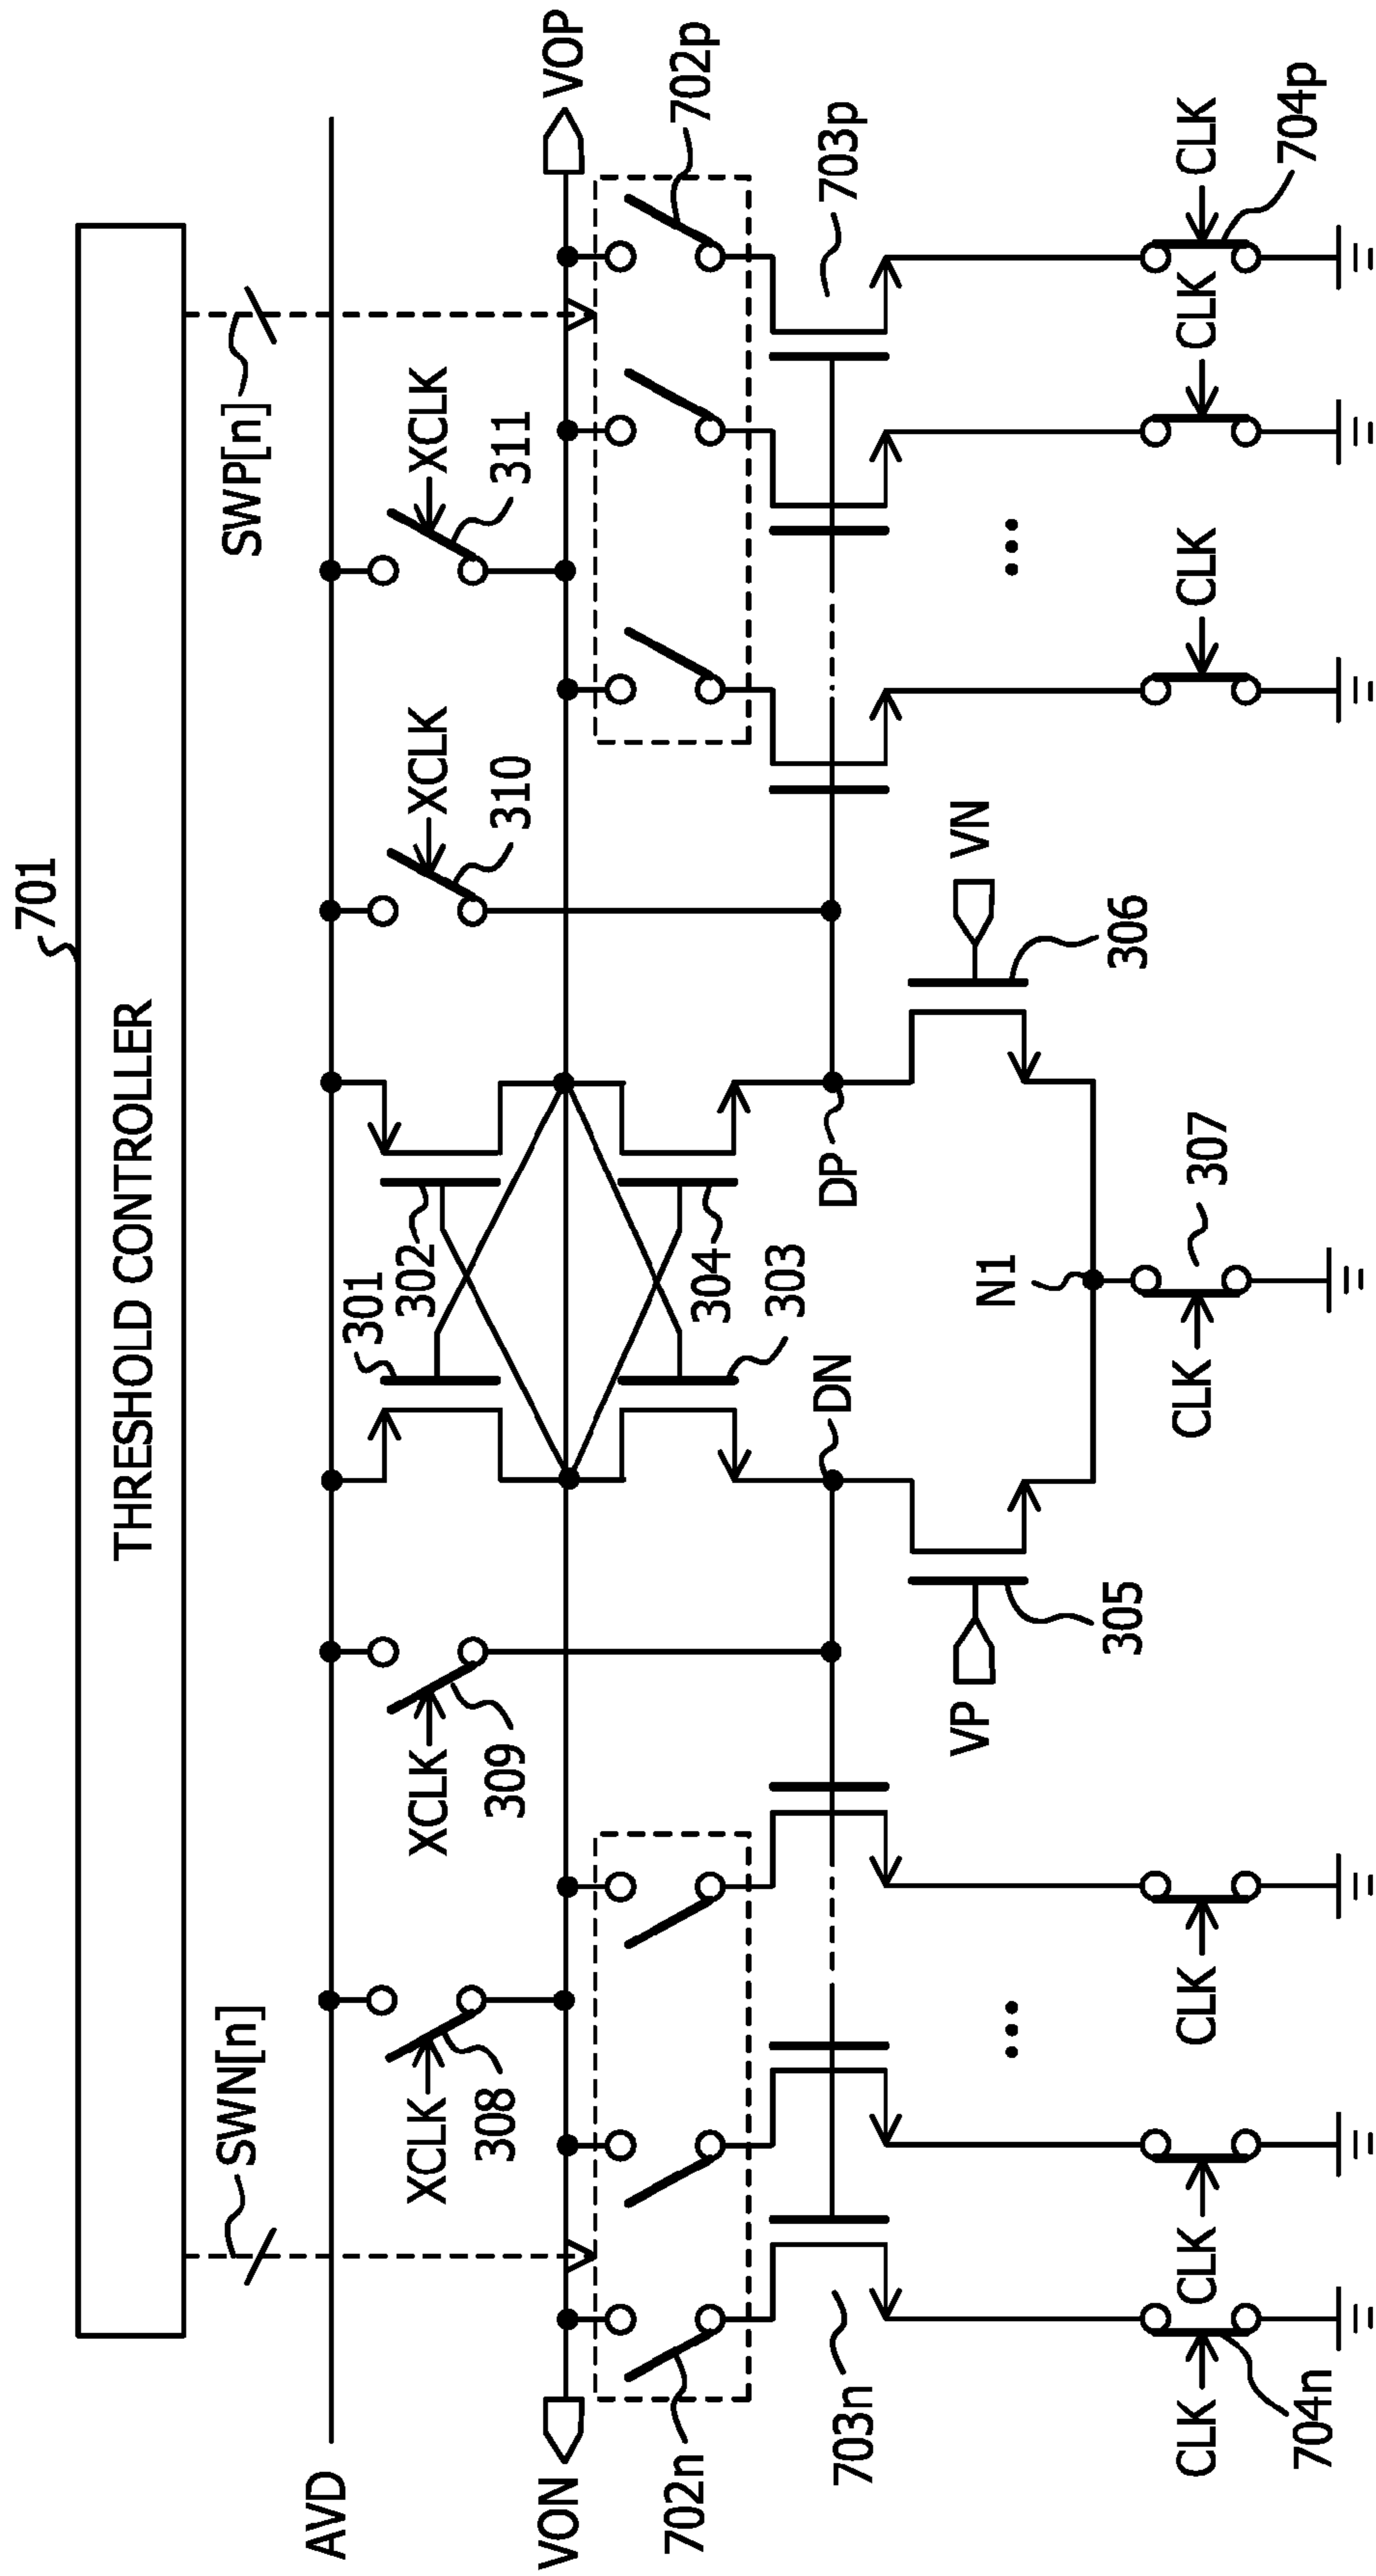 701
THRESHOLD CONTROLLER
SWN[n]
SWP[n]
AVD
XCLK
308
XCLK
309
301
302
XCLK
310
XCLK
311
VON
VOP
702n
303
304
702p
703n
DN
DP
703p
VP
305
N1
VN
306
...
...
CLK
704n
CLK
CLK
CLK
307
CLK
CLK
CLK
704p